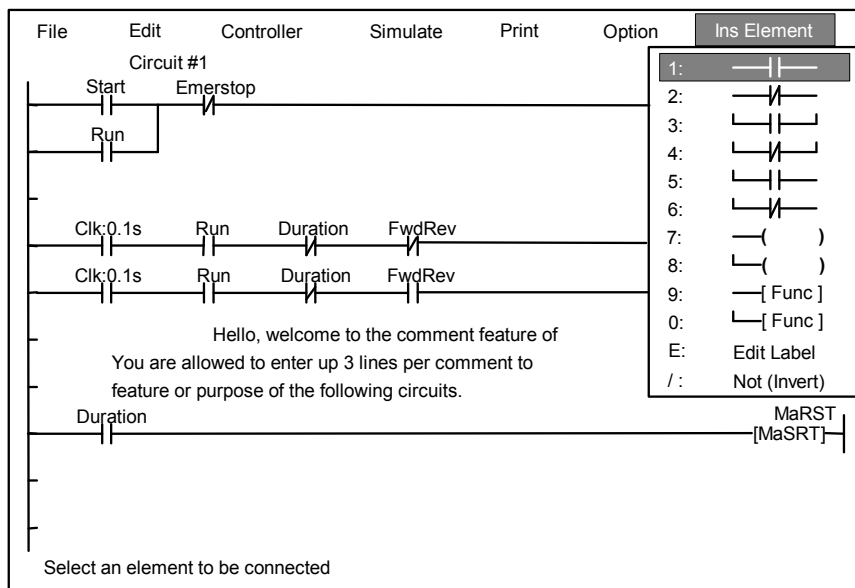 File Edit Controller Simulate Print Option Ins Element
Circuit #1
Start Emerstop
Run
Clk:0.1s Run Duration FwdRev
Clk:0.1s Run Duration FwdRev
Hello, welcome to the comment feature of
You are allowed to enter up 3 lines per comment to
feature or purpose of the following circuits.
Duration
MaRST
[MaSRT]
1:
2:
3:
4:
5:
6:
7: ( )
8: ( )
9: [ Func ]
0: [ Func ]
E: Edit Label
/ : Not (Invert)
Select an element to be connected